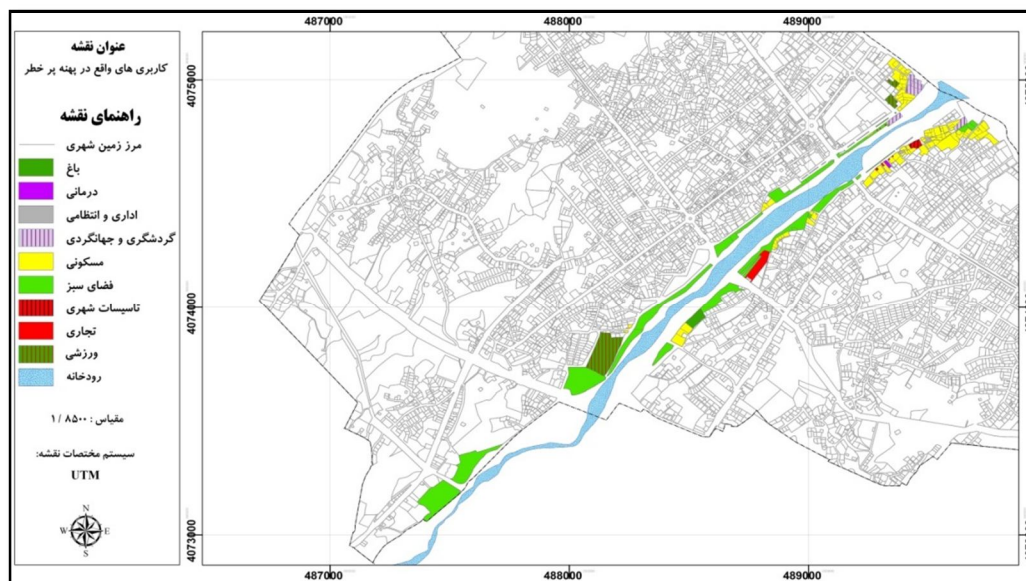 487000 488000 489000
عنوان نقشه
کاربری های واقع در پهنه پر خطر
راهنمای نقشه
مرز زمین شهری
باغ
درمانی
اداری و انتظامی
گردشگری و جهانگردی
مسکونی
فضای سبز
تاسیسات شهری
تجاری
ورزشی
رودخانه
مقیاس : ۸۵۰۰ / ۱
سیستم مختصات نقشه:
UTM
N
W E
S
4075000
4074000
4073000
487000 488000 489000